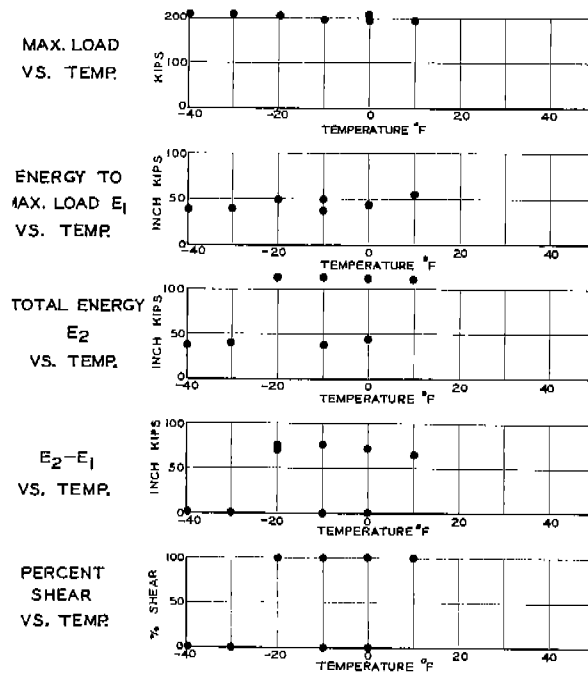 MAX. LOAD
VS. TEMP.
KIPS
200
100
0
-40 -20 0 20 40
TEMPERATURE °F
ENERGY TO
MAX. LOAD E1
VS. TEMP.
INCH KIPS
100
50
0
-40 -20 0 20 40
TEMPERATURE °F
TOTAL ENERGY
E2
VS. TEMP.
INCH KIPS
100
50
0
-40 -20 0 20 40
TEMPERATURE °F
E2-E1
VS. TEMP.
INCH KIPS
100
50
0
-40 -20 0 20 40
TEMPERATURE °F
PERCENT
SHEAR
VS. TEMP.
% SHEAR
100
50
0
-40 -20 0 20 40
TEMPERATURE °F